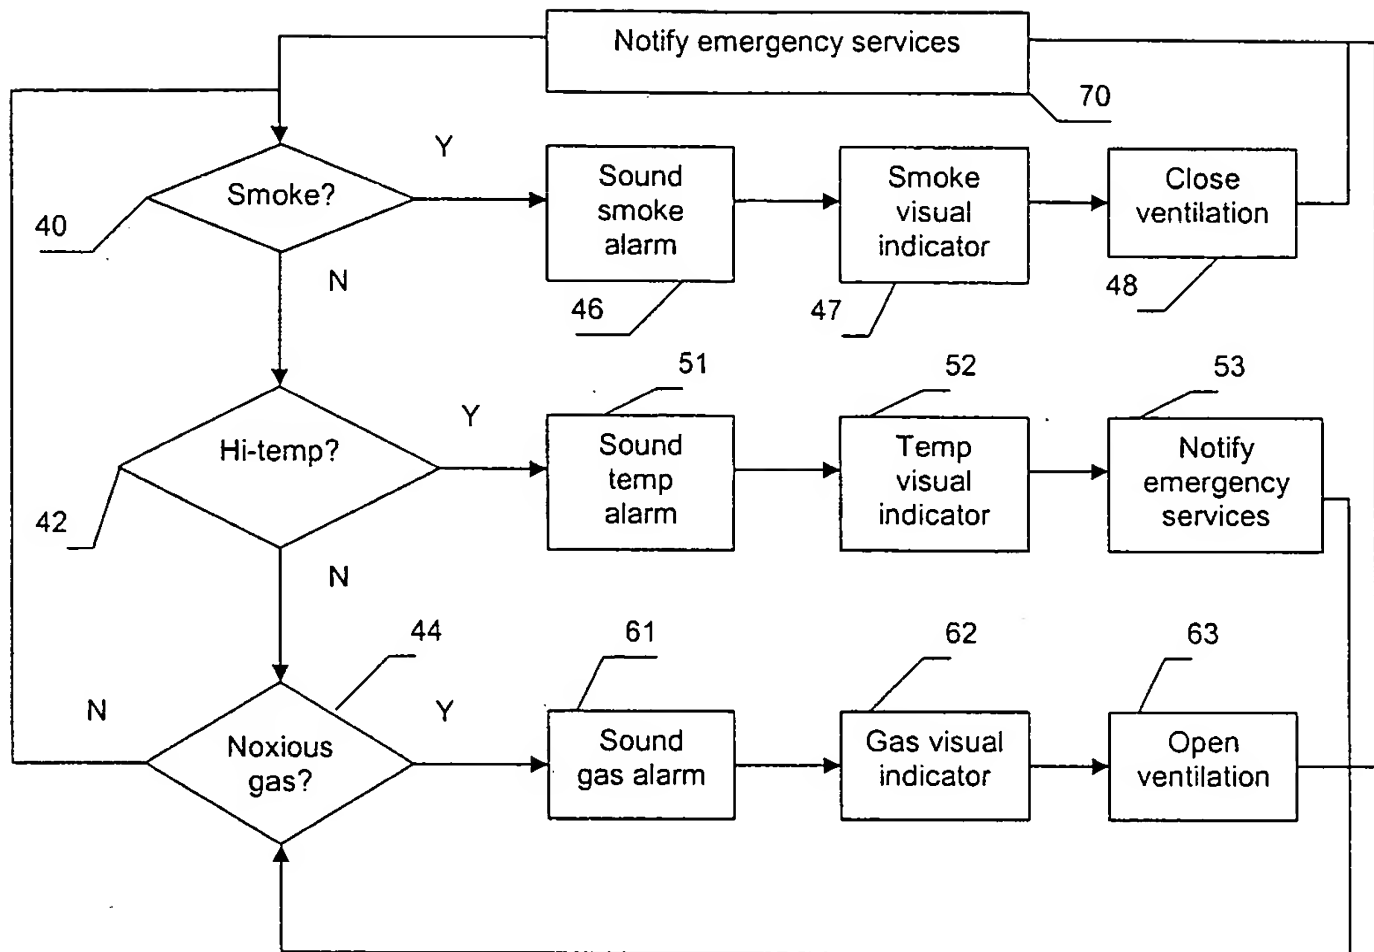 Notify emergency services
70
Y
Smoke?
40
N
Sound
smoke
alarm
46
Smoke
visual
indicator
47
Close
ventilation
48
Hi-temp?
42
Y
N
51
Sound
temp
alarm
52
Temp
visual
indicator
53
Notify
emergency
services
44
N
Noxious
gas?
Y
61
Sound
gas alarm
62
Gas visual
indicator
63
Open
ventilation